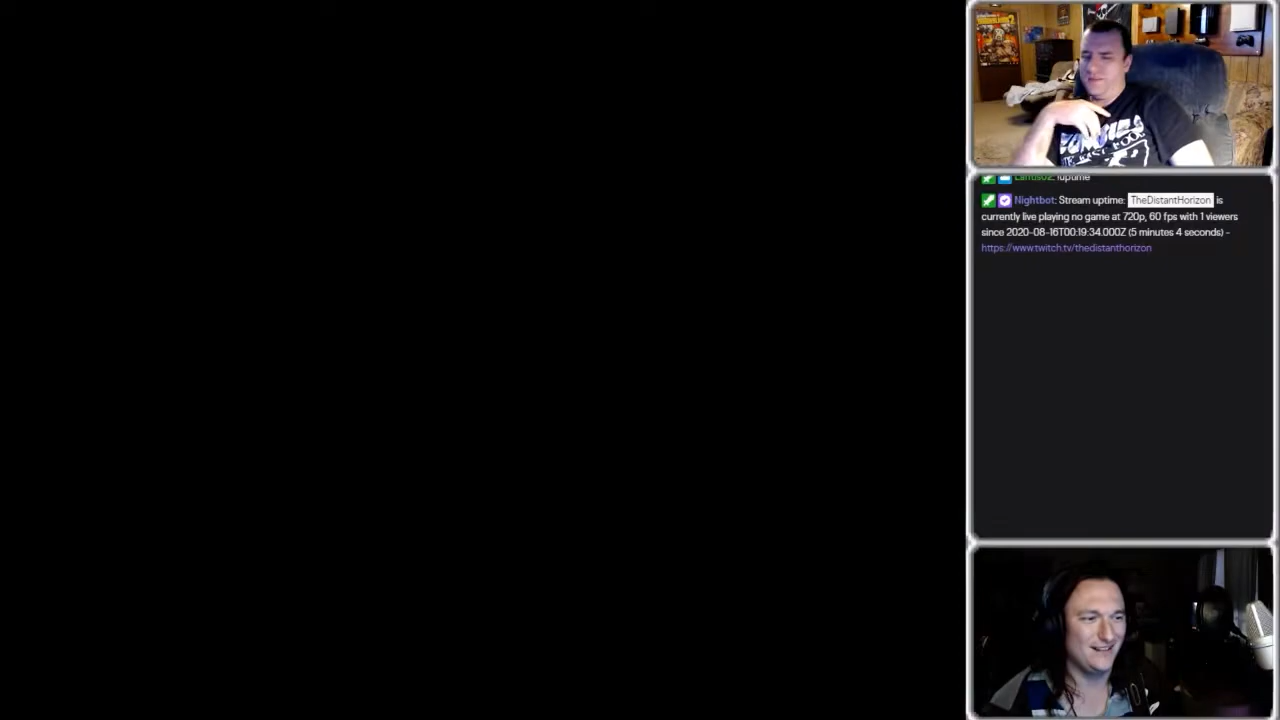 !uptime
Nightbot: Stream uptime: TheDistantHorizon is
currently live playing no game at 720p, 60 fps with 1 viewers
since 2020-08-16T00:19:34.000Z (5 minutes 4 seconds) -
https://www.twitch.tv/thedistanthorizon